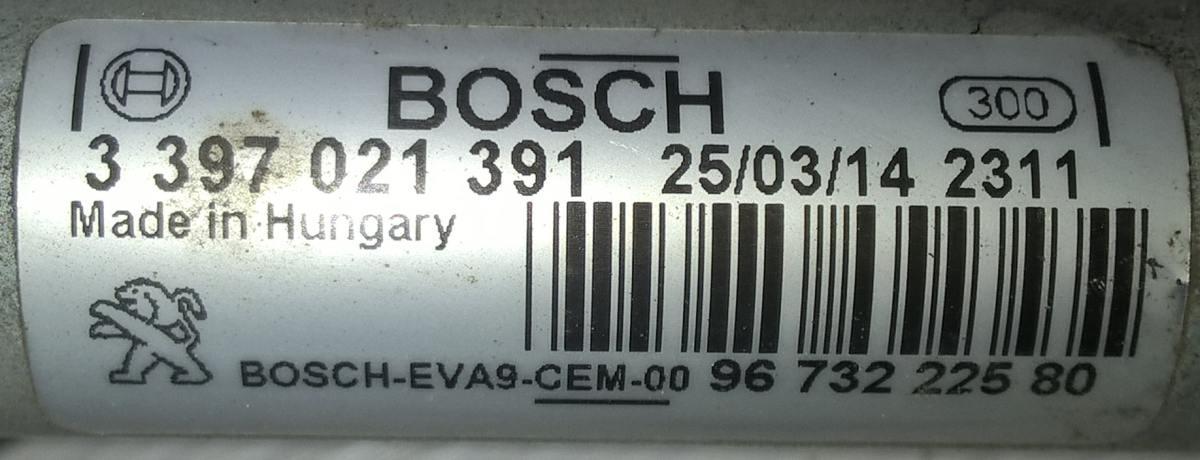 BOSCH 300
3 397 021 391 25/03/14 2311
Made in Hungary
BOSCH-EVA9-CEM-00 96 732 225 80